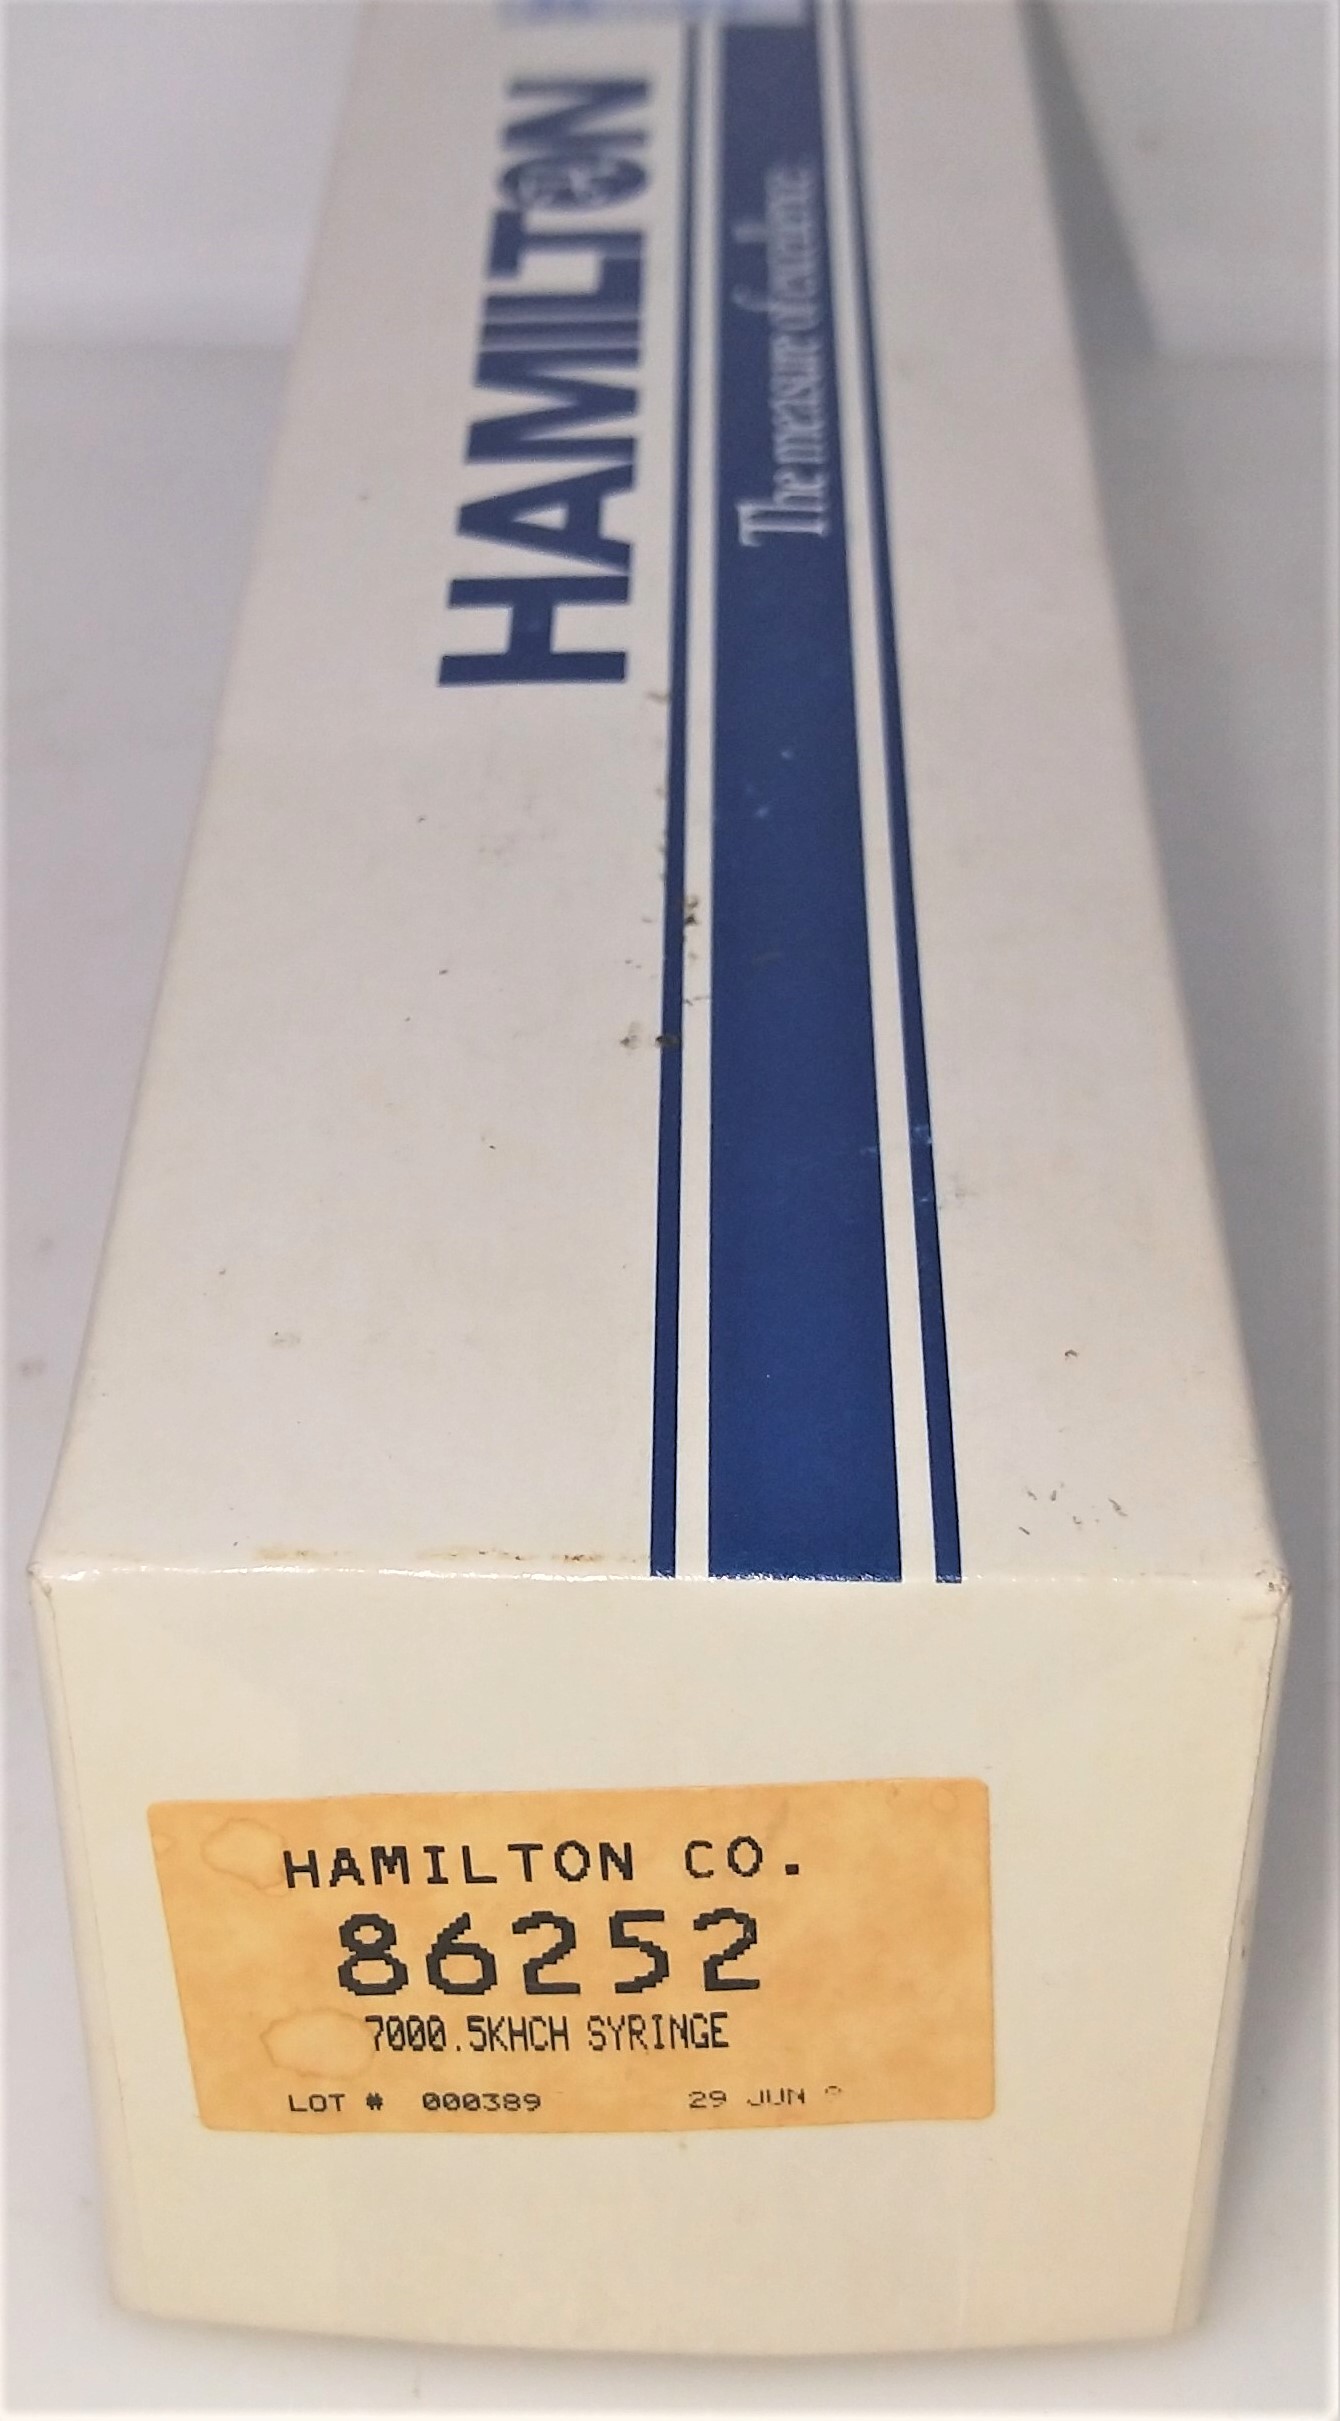 HAMILTON
The measure of excellence.
HAMILTON CO.
86252
7000.5KHCH SYRINGE
LOT # 000389 29 JUN